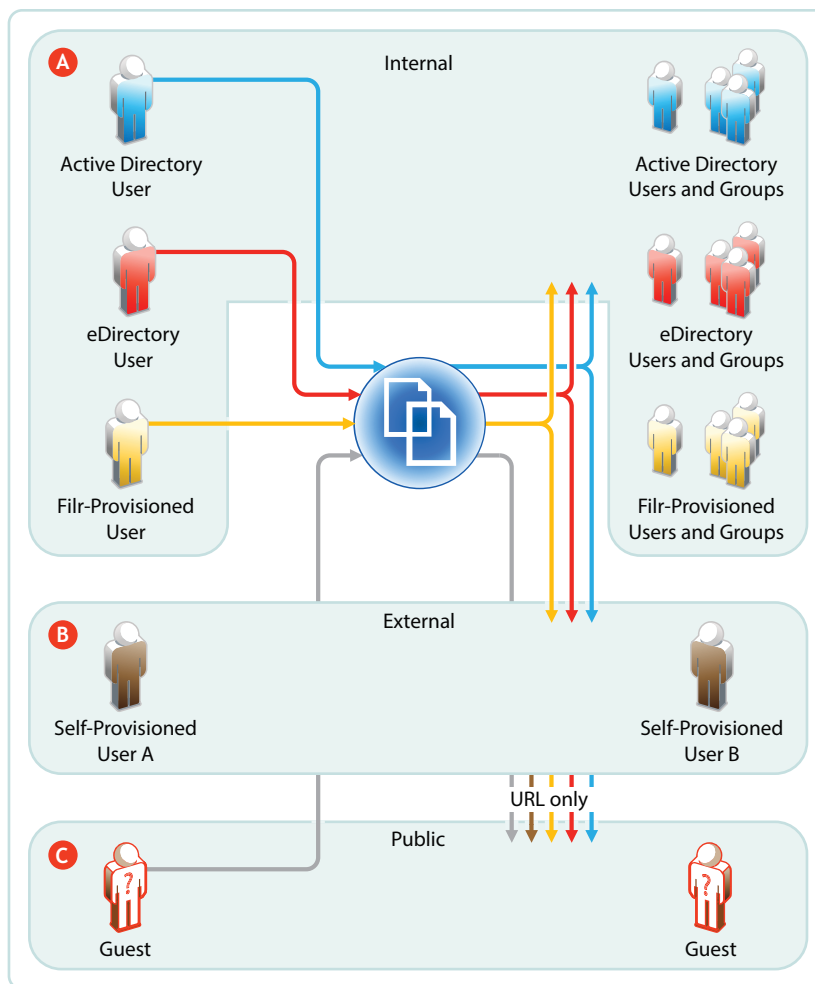 A
Internal
Active Directory
User
Active Directory
Users and Groups
eDirectory
User
eDirectory
Users and Groups
Filr-Provisioned
User
Filr-Provisioned
Users and Groups
B
External
Self-Provisioned
User A
Self-Provisioned
User B
URL only
C
Public
?
Guest
?
Guest